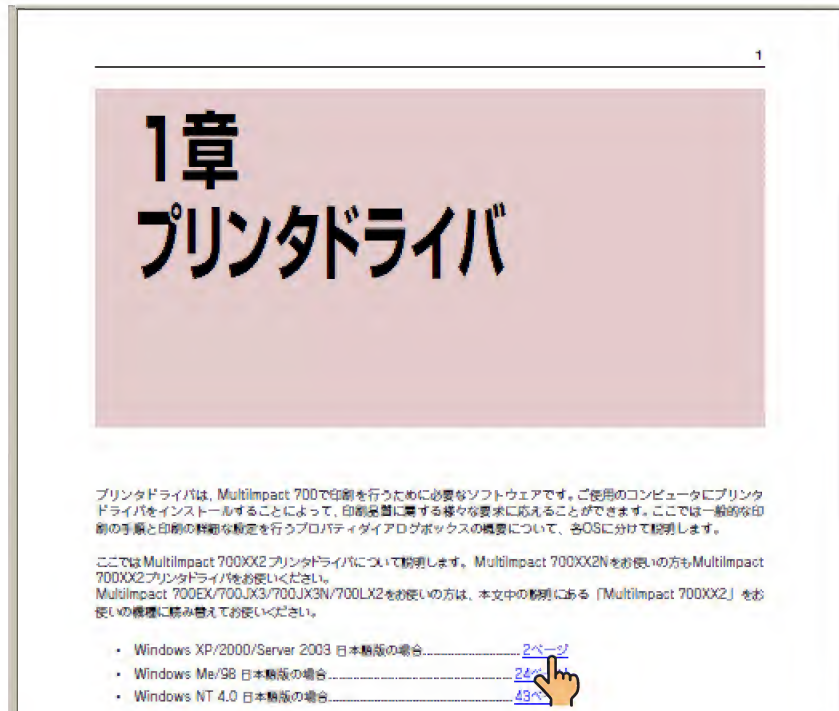 1
1章
プリンタドライバ
プリンタドライバは、MultiImpact 700で印刷を行うために必要なソフトウェアです。ご使用のコンピュータにプリンタ
ドライバをインストールすることによって、印刷品質に関する様々な要求に応えることができます。ここでは一般的な印
刷の手順と印刷の詳細な設定を行うプロパティダイアログボックスの概要について、各OSに分けて説明します。
ここではMultiImpact 700XX2プリンタドライバについて説明します。MultiImpact 700XX2Nをお使いの方もMultiImpact
700XX2プリンタドライバをお使いください。
MultiImpact 700EX/700JX3/700JX3N/700LX2をお使いの方は、本文中の説明にある「MultiImpact 700XX2」をお
使いの機種に読み替えてお使いください。
・ Windows XP/2000/Server 2003 日本語版の場合 2ページ
・ Windows Me/98 日本語版の場合 24
・ Windows NT 4.0 日本語版の場合 43ペ